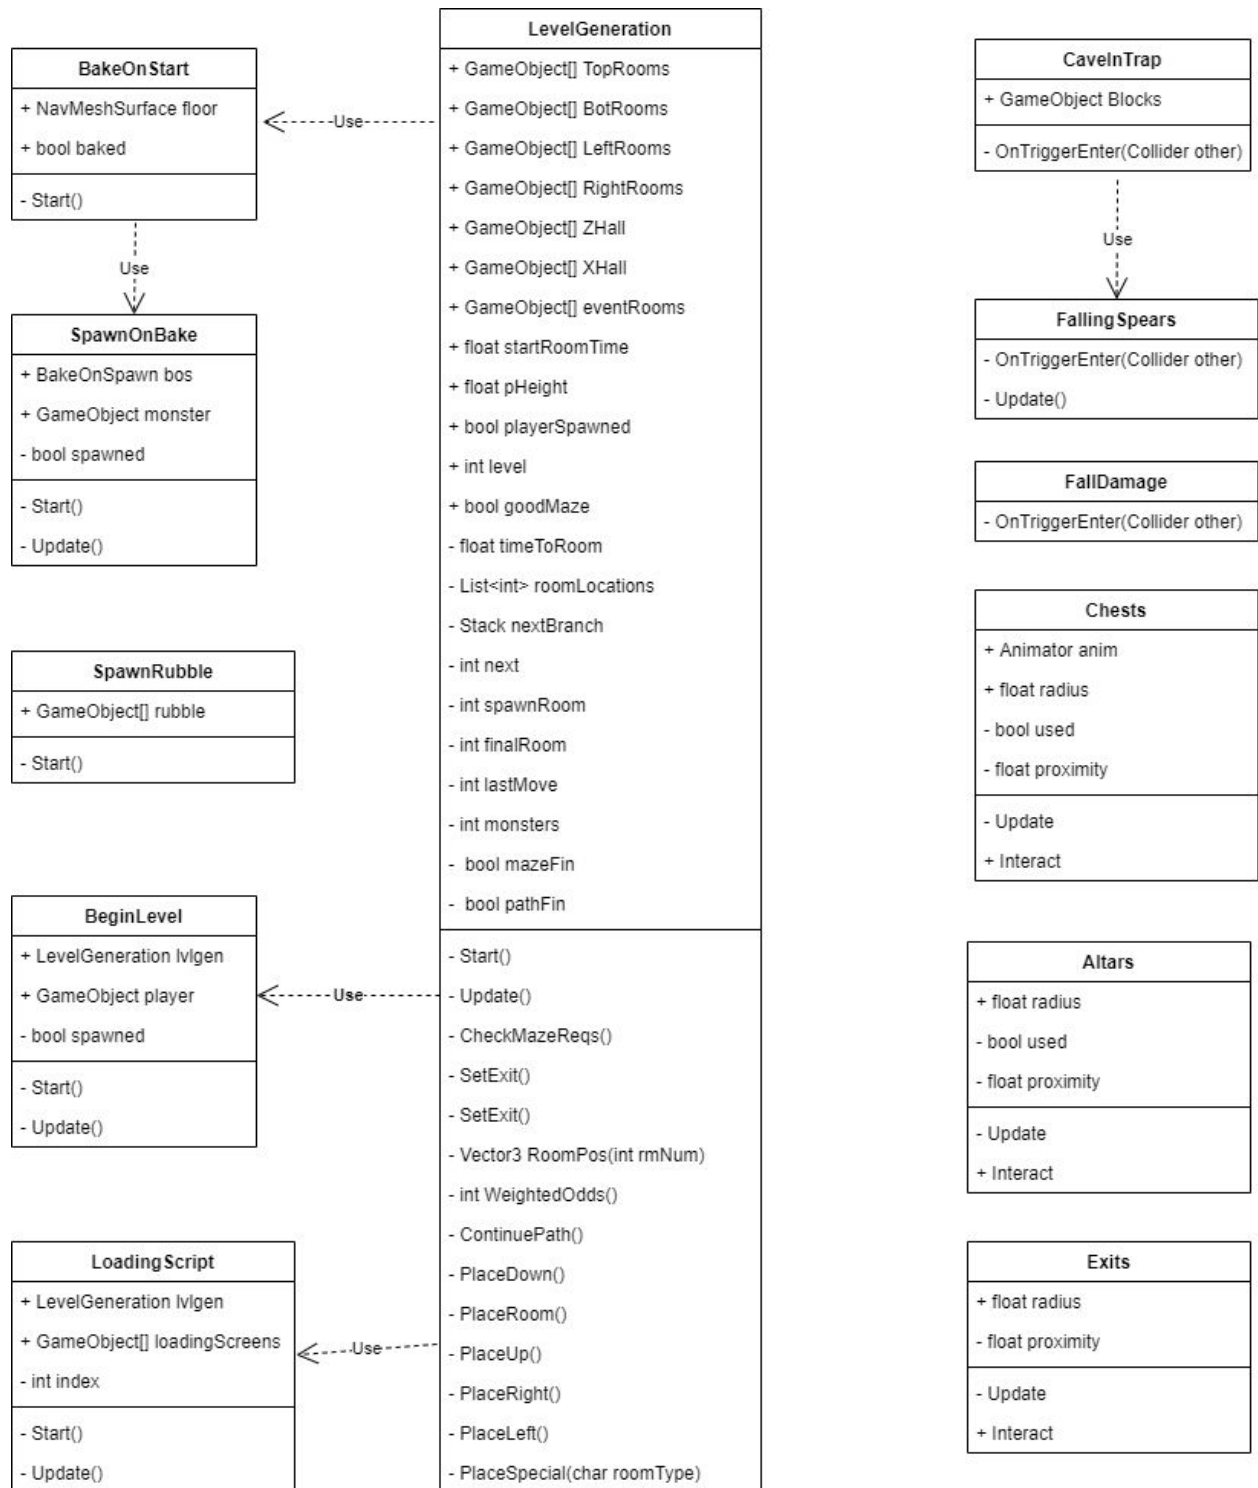 BakeOnStart
+ NavMeshSurface floor
+ bool baked
- Start()
Use
SpawnOnBake
+ BakeOnSpawn bos
+ GameObject monster
- bool spawned
- Start()
- Update()
SpawnRubble
+ GameObject[] rubble
- Start()
BeginLevel
+ LevelGeneration lvlgen
+ GameObject player
- bool spawned
- Start()
- Update()
LoadingScript
+ LevelGeneration lvlgen
+ GameObject[] loadingScreens
- int index
- Start()
- Update()
Use
Use
Use
LevelGeneration
+ GameObject[] TopRooms
+ GameObject[] BotRooms
+ GameObject[] LeftRooms
+ GameObject[] RightRooms
+ GameObject[] ZHall
+ GameObject[] XHall
+ GameObject[] eventRooms
+ float startRoomTime
+ float pHeight
+ bool playerSpawned
+ int level
+ bool goodMaze
- float timeToRoom
- List<int> roomLocations
- Stack nextBranch
- int next
- int spawnRoom
- int finalRoom
- int lastMove
- int monsters
- bool mazeFin
- bool pathFin
- Start()
- Update()
- CheckMazeReqs()
- SetExit()
- SetExit()
- Vector3 RoomPos(int rmNum)
- int WeightedOdds()
- ContinuePath()
- PlaceDown()
- PlaceRoom()
- PlaceUp()
- PlaceRight()
- PlaceLeft()
- PlaceSpecial(char roomType)
CaveInTrap
+ GameObject Blocks
- OnTriggerEnter(Collider other)
Use
FallingSpears
- OnTriggerEnter(Collider other)
- Update()
FallDamage
- OnTriggerEnter(Collider other)
Chests
+ Animator anim
+ float radius
- bool used
- float proximity
- Update
+ Interact
Altars
+ float radius
- bool used
- float proximity
- Update
+ Interact
Exits
+ float radius
- float proximity
- Update
+ Interact